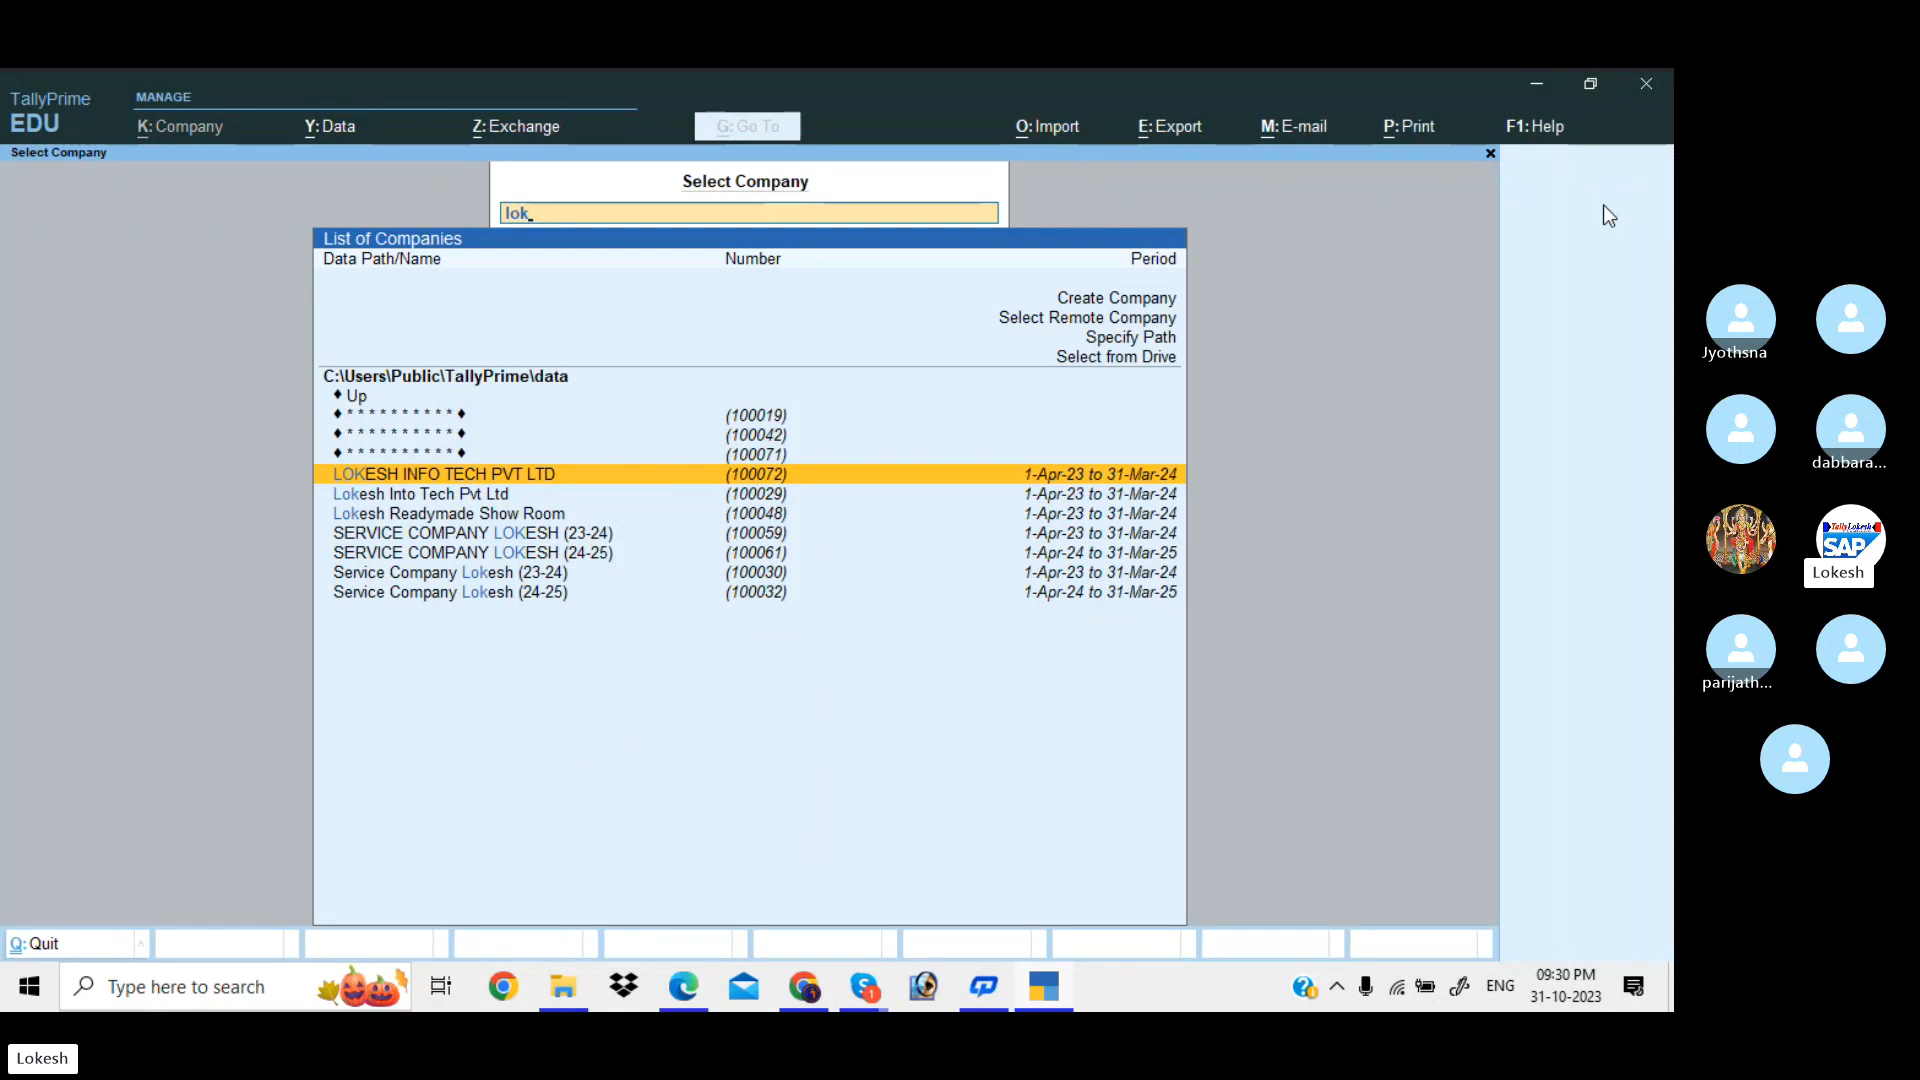 TallyPrime
EDU
MANAGE
K: Company
Y: Data
Z: Exchange
G: Go To
O: Import
E: Export
M: E-mail
P: Print
F1: Help
Select Company
Select Company
lok
List of Companies
Data Path/Name Number Period
Create Company
Select Remote Company
Specify Path
Select from Drive
C:\Users\Public\TallyPrime\data
♦ Up
♦ * * * * * * * * * * ♦ (100019)
♦ * * * * * * * * * * ♦ (100042)
♦ * * * * * * * * * * ♦ (100071)
LOKESH INFO TECH PVT LTD (100072) 1-Apr-23 to 31-Mar-24
Lokesh Into Tech Pvt Ltd (100029) 1-Apr-23 to 31-Mar-24
Lokesh Readymade Show Room (100048) 1-Apr-23 to 31-Mar-24
SERVICE COMPANY LOKESH (23-24) (100059) 1-Apr-23 to 31-Mar-24
SERVICE COMPANY LOKESH (24-25) (100061) 1-Apr-24 to 31-Mar-25
Service Company Lokesh (23-24) (100030) 1-Apr-23 to 31-Mar-24
Service Company Lokesh (24-25) (100032) 1-Apr-24 to 31-Mar-25
Q: Quit
Type here to search
1
ENG
09:30 PM
31-10-2023
Jyothsna
dabbara...
TallyLokesh
SAP
Lokesh
parijath...
Lokesh